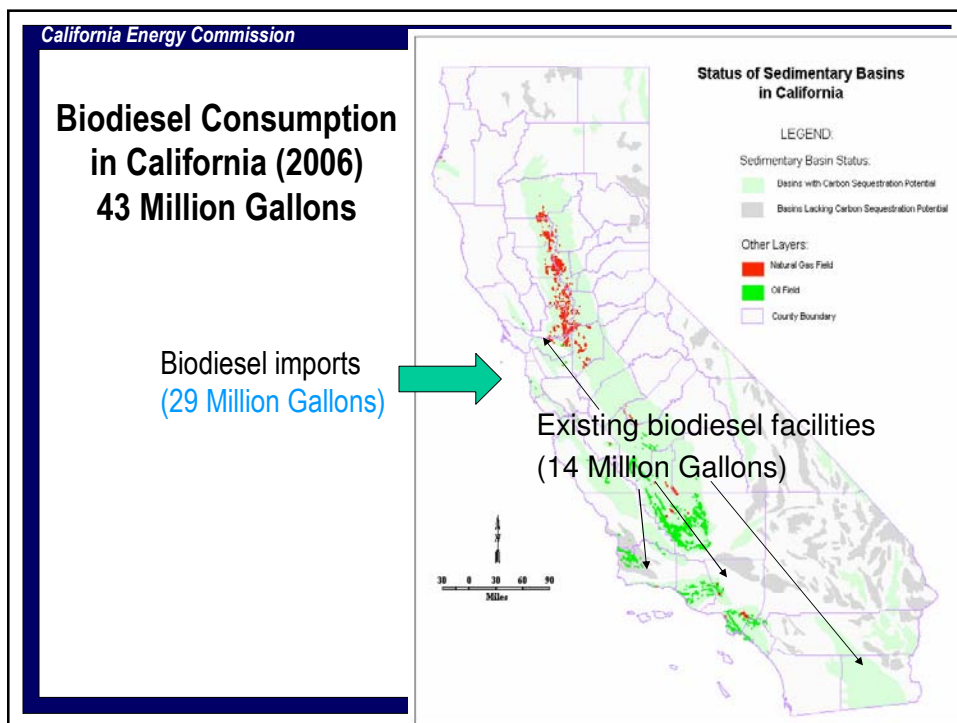 California Energy Commission
Biodiesel Consumption
in California (2006)
43 Million Gallons
Biodiesel imports
(29 Million Gallons)
Status of Sedimentary Basins
in California
LEGEND:
Sedimentary Basin Status:
Basins with Carbon Sequestration Potential
Basins Lacking Carbon Sequestration Potential
Other Layers:
Natural Gas Field
Oil Field
County Boundary
Existing biodiesel facilities
(14 Million Gallons)
N
30 0 30 60 90
Miles